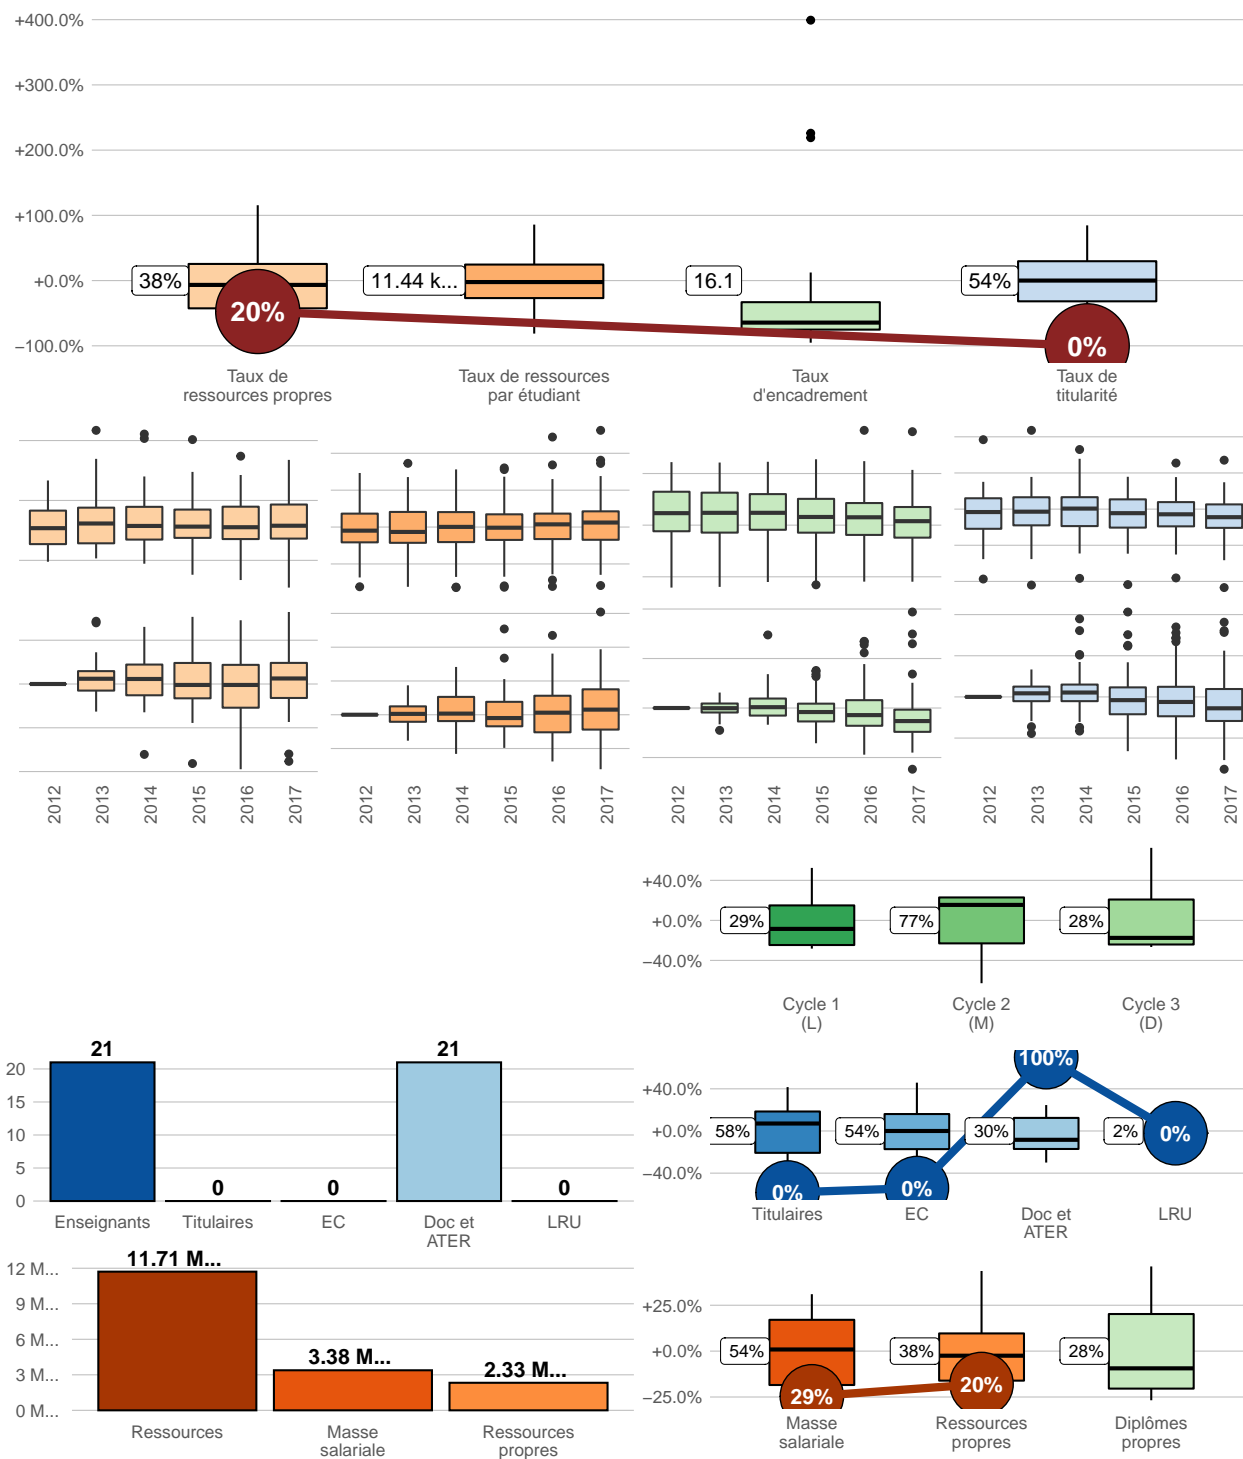 +400.0%
+300.0%
+200.0%
+100.0%
+0.0%
−100.0%
38%
11.44 k...
16.1
54%
20%
0%
Taux de
ressources propres
Taux de ressources
par étudiant
Taux
d'encadrement
Taux de
titularité
2012
2013
2014
2015
2016
2017
2012
2013
2014
2015
2016
2017
2012
2013
2014
2015
2016
2017
2012
2013
2014
2015
2016
2017
+40.0%
+0.0%
−40.0%
29%
77%
28%
Cycle 1
(L)
Cycle 2
(M)
Cycle 3
(D)
20
15
10
5
0
21
0
0
21
0
Enseignants
Titulaires
EC
Doc et
ATER
LRU
+40.0%
+0.0%
−40.0%
58%
54%
30%
2%
0%
0%
100%
0%
Titulaires
EC
Doc et
ATER
LRU
12 M...
9 M...
6 M...
3 M...
0 M...
11.71 M...
3.38 M...
2.33 M...
Ressources
Masse
salariale
Ressources
propres
+25.0%
+0.0%
−25.0%
54%
38%
28%
29%
20%
Masse
salariale
Ressources
propres
Diplômes
propres